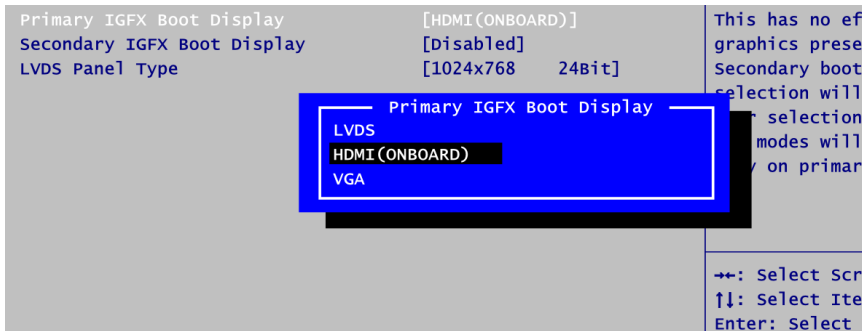 Primary IGFX Boot Display [HDMI(ONBOARD)]
Secondary IGFX Boot Display [Disabled]
LVDS Panel Type [1024x768 24Bit]
Primary IGFX Boot Display
LVDS
HDMI(ONBOARD)
VGA
This has no ef
graphics prese
Secondary boot
selection will
selection
modes will
on primar
→←: Select Scr
↑↓: Select Ite
Enter: Select